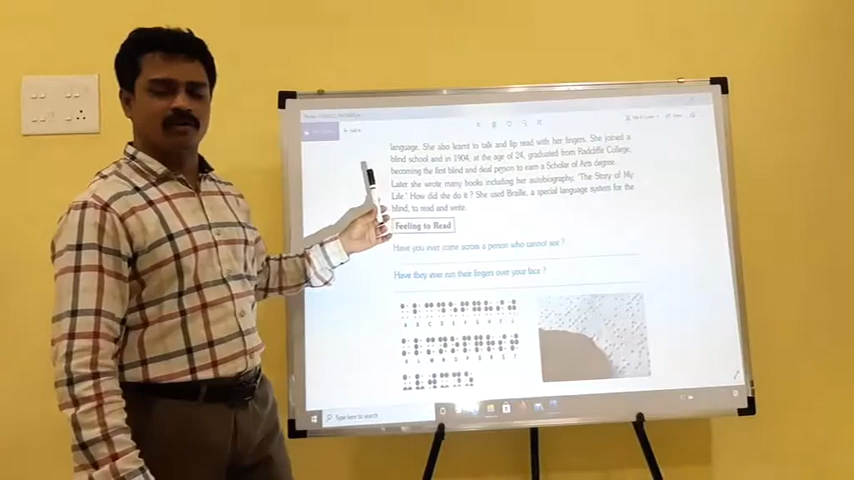 language. She also learnt to talk and lip read with her fingers. She joined a
blind school and in 1904, at the age of 24, graduated from Radcliffe College,
becoming the first blind and deaf person to earn a Scholar of Arts degree.
Later she wrote many books including her autobiography, 'The Story of My
Life.' How did she do it ? She used Braille, a special language system for the
blind, to read and write.
Feeling to Read
Have you ever come across a person who cannot see ?
Have they ever run their fingers over your face ?
A B C D E F G H I J
K L M N O P Q R S T
Type here to search